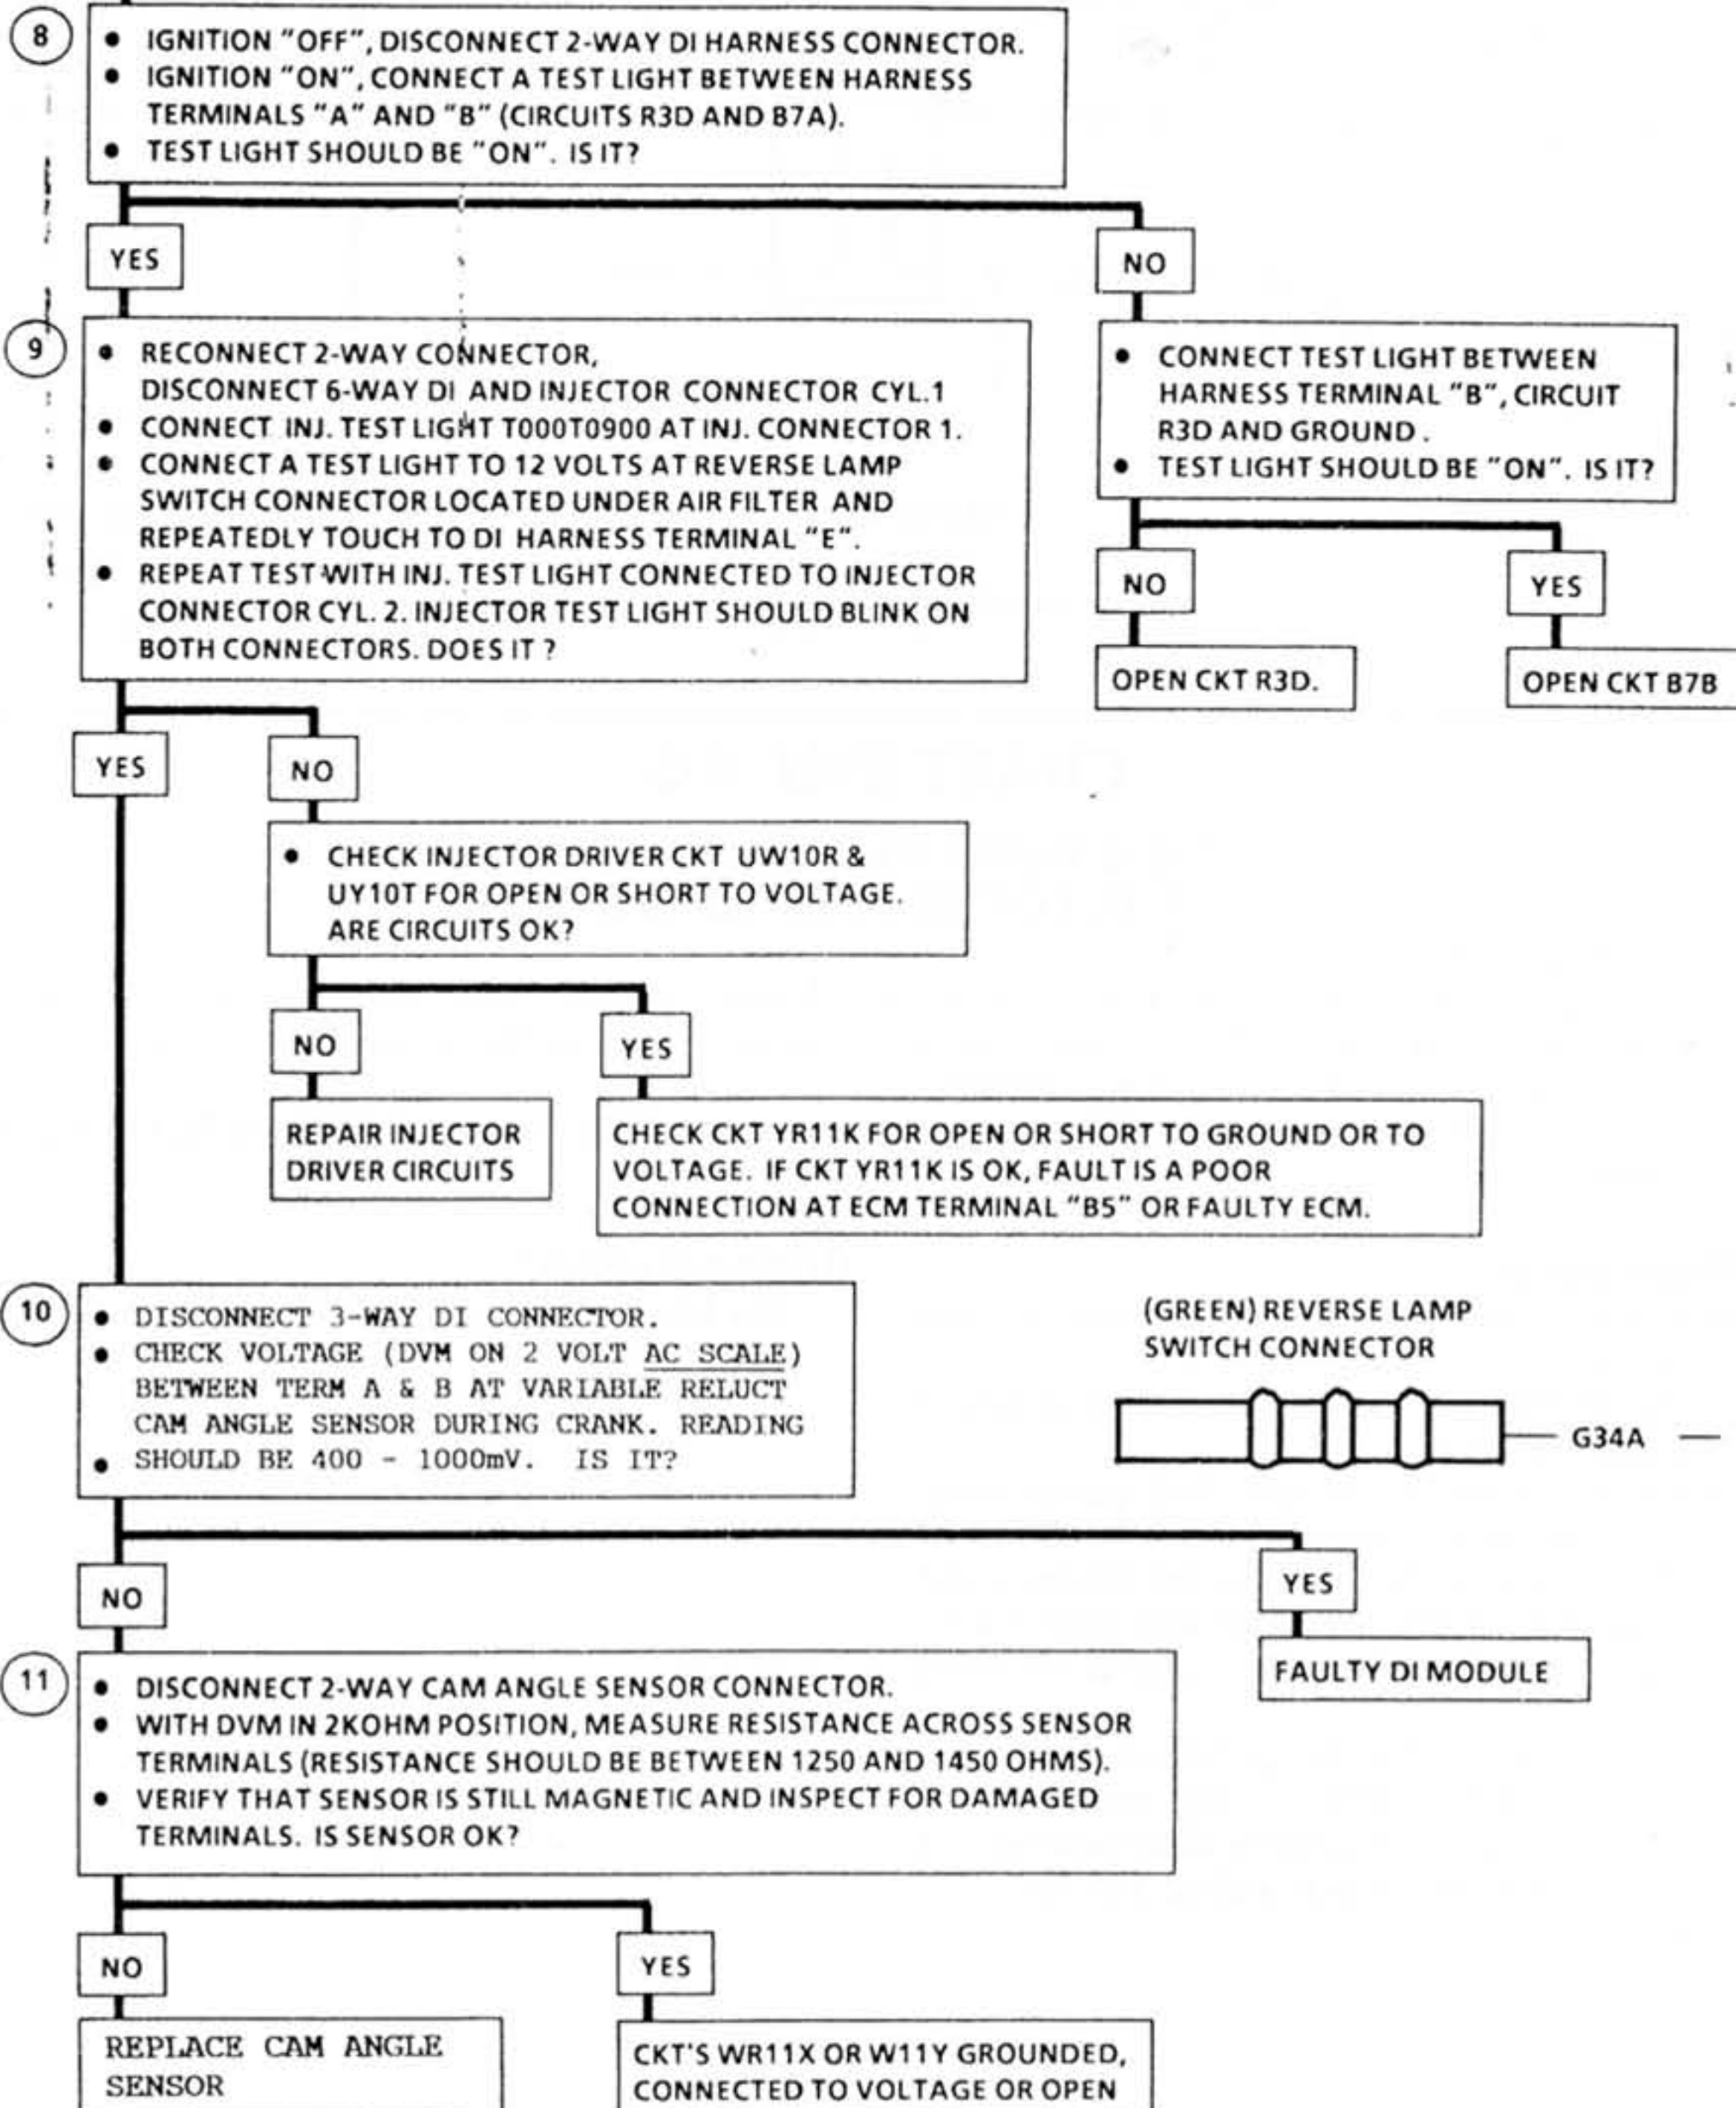 8
• IGNITION "OFF", DISCONNECT 2-WAY DI HARNESS CONNECTOR.
• IGNITION "ON", CONNECT A TEST LIGHT BETWEEN HARNESS
TERMINALS "A" AND "B" (CIRCUITS R3D AND B7A).
• TEST LIGHT SHOULD BE "ON". IS IT?
YES
NO
9
• RECONNECT 2-WAY CONNECTOR,
DISCONNECT 6-WAY DI AND INJECTOR CONNECTOR CYL.1
• CONNECT INJ. TEST LIGHT T000T0900 AT INJ. CONNECTOR 1.
• CONNECT A TEST LIGHT TO 12 VOLTS AT REVERSE LAMP
SWITCH CONNECTOR LOCATED UNDER AIR FILTER AND
REPEATEDLY TOUCH TO DI HARNESS TERMINAL "E".
• REPEAT TEST WITH INJ. TEST LIGHT CONNECTED TO INJECTOR
CONNECTOR CYL. 2. INJECTOR TEST LIGHT SHOULD BLINK ON
BOTH CONNECTORS. DOES IT ?
• CONNECT TEST LIGHT BETWEEN
HARNESS TERMINAL "B", CIRCUIT
R3D AND GROUND.
• TEST LIGHT SHOULD BE "ON". IS IT?
NO
YES
OPEN CKT R3D.
OPEN CKT B7B
YES
NO
• CHECK INJECTOR DRIVER CKT UW10R &
UY10T FOR OPEN OR SHORT TO VOLTAGE.
ARE CIRCUITS OK?
NO
YES
REPAIR INJECTOR
DRIVER CIRCUITS
CHECK CKT YR11K FOR OPEN OR SHORT TO GROUND OR TO
VOLTAGE. IF CKT YR11K IS OK, FAULT IS A POOR
CONNECTION AT ECM TERMINAL "B5" OR FAULTY ECM.
10
• DISCONNECT 3-WAY DI CONNECTOR.
• CHECK VOLTAGE (DVM ON 2 VOLT AC SCALE)
BETWEEN TERM A & B AT VARIABLE RELUCT
CAM ANGLE SENSOR DURING CRANK. READING
• SHOULD BE 400 - 1000mV. IS IT?
(GREEN) REVERSE LAMP
SWITCH CONNECTOR
G34A
NO
YES
FAULTY DI MODULE
11
• DISCONNECT 2-WAY CAM ANGLE SENSOR CONNECTOR.
• WITH DVM IN 2KOHM POSITION, MEASURE RESISTANCE ACROSS SENSOR
TERMINALS (RESISTANCE SHOULD BE BETWEEN 1250 AND 1450 OHMS).
• VERIFY THAT SENSOR IS STILL MAGNETIC AND INSPECT FOR DAMAGED
TERMINALS. IS SENSOR OK?
NO
YES
REPLACE CAM ANGLE
SENSOR
CKT'S WR11X OR W11Y GROUNDED,
CONNECTED TO VOLTAGE OR OPEN